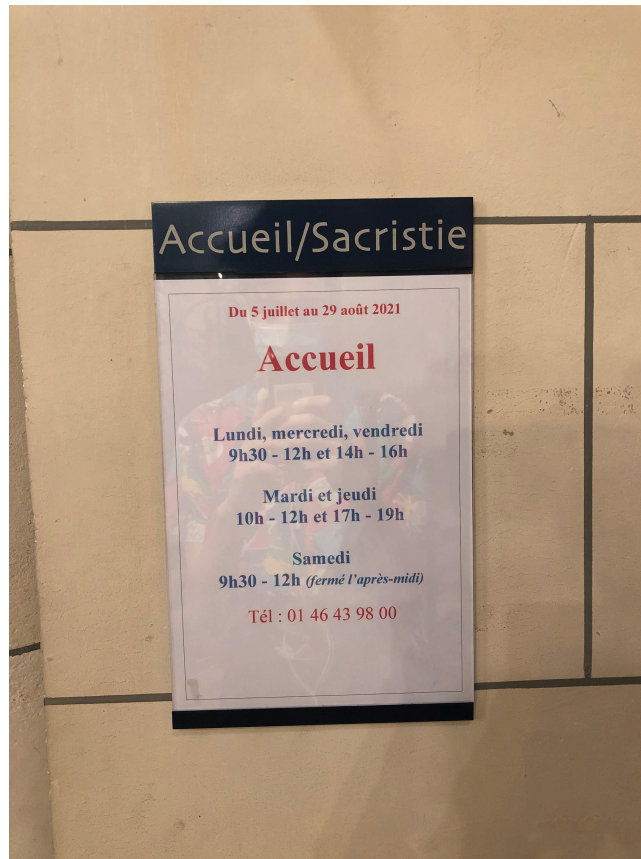 Accueil/Sacristie
Du 5 juillet au 29 août 2021
Accueil
Lundi, mercredi, vendredi
9h30 - 12h et 14h - 16h
Mardi et jeudi
10h - 12h et 17h - 19h
Samedi
9h30 - 12h (fermé l'après-midi)
Tél : 01 46 43 98 00